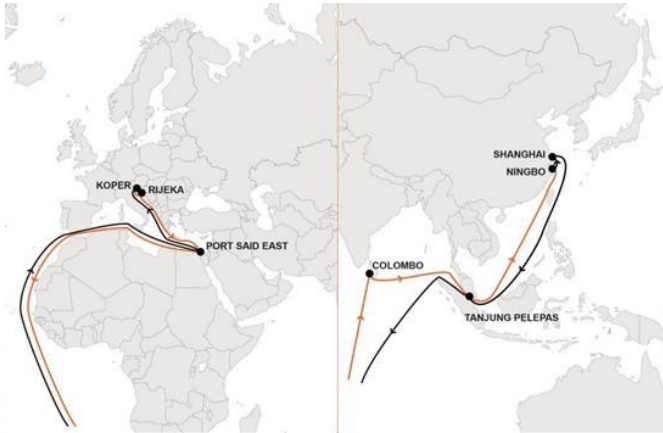 KOPER
RIJEKA
PORT SAID EAST
SHANGHAI
NINGBO
COLOMBO
TANJUNG PELEPAS